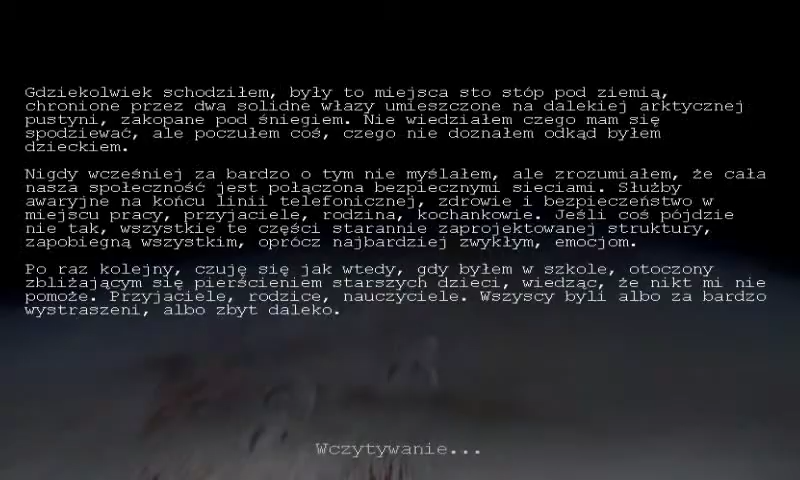 Gdziekolwiek schodziłem, były to miejsca sto stóp pod ziemią,
chronione przez dwa solidne włazy umieszczone na dalekiej arktycznej
pustyni, zakopane pod śniegiem. Nie wiedziałem czego mam się
spodziewać, ale poczułem coś, czego nie doznałem odkąd byłem
dzieckiem.
Nigdy wcześniej za bardzo o tym nie myślałem, ale zrozumiałem, że cała
nasza społeczność jest połączona bezpiecznymi sieciami. Służby
awaryjne na końcu linii telefonicznej, zdrowie i bezpieczeństwo w
miejscu pracy, przyjaciele, rodzina, kochankowie. Jeśli coś pójdzie
nie tak, wszystkie te części starannie zaprojektowanej struktury,
zapobiegną wszystkim, oprócz najbardziej zwykłym, emocjom.
Po raz kolejny, czuję się jak wtedy, gdy byłem w szkole, otoczony
zbliżającym się pierścieniem starszych dzieci, wiedząc, że nikt mi nie
pomoże. Przyjaciele, rodzice, nauczyciele. Wszyscy byli albo za bardzo
wystraszeni, albo zbyt daleko.
Wczytywanie...